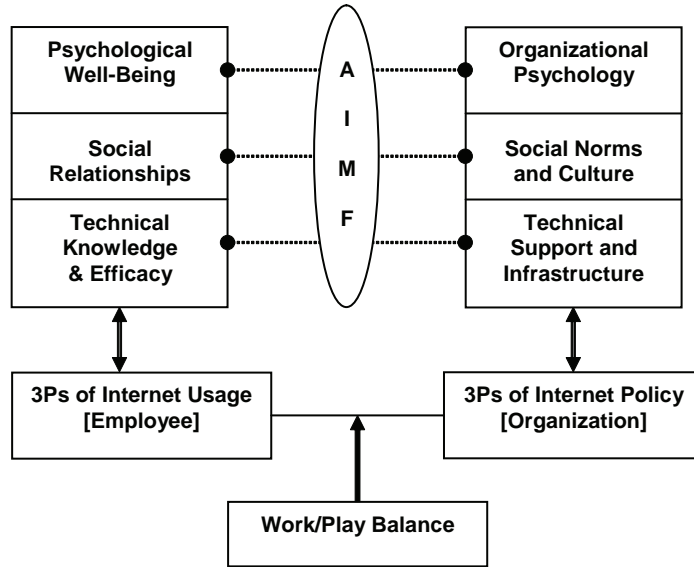 Psychological
Well-Being
Social
Relationships
Technical
Knowledge
& Efficacy
A
I
M
F
Organizational
Psychology
Social Norms
and Culture
Technical
Support and
Infrastructure
3Ps of Internet Usage
[Employee]
3Ps of Internet Policy
[Organization]
Work/Play Balance